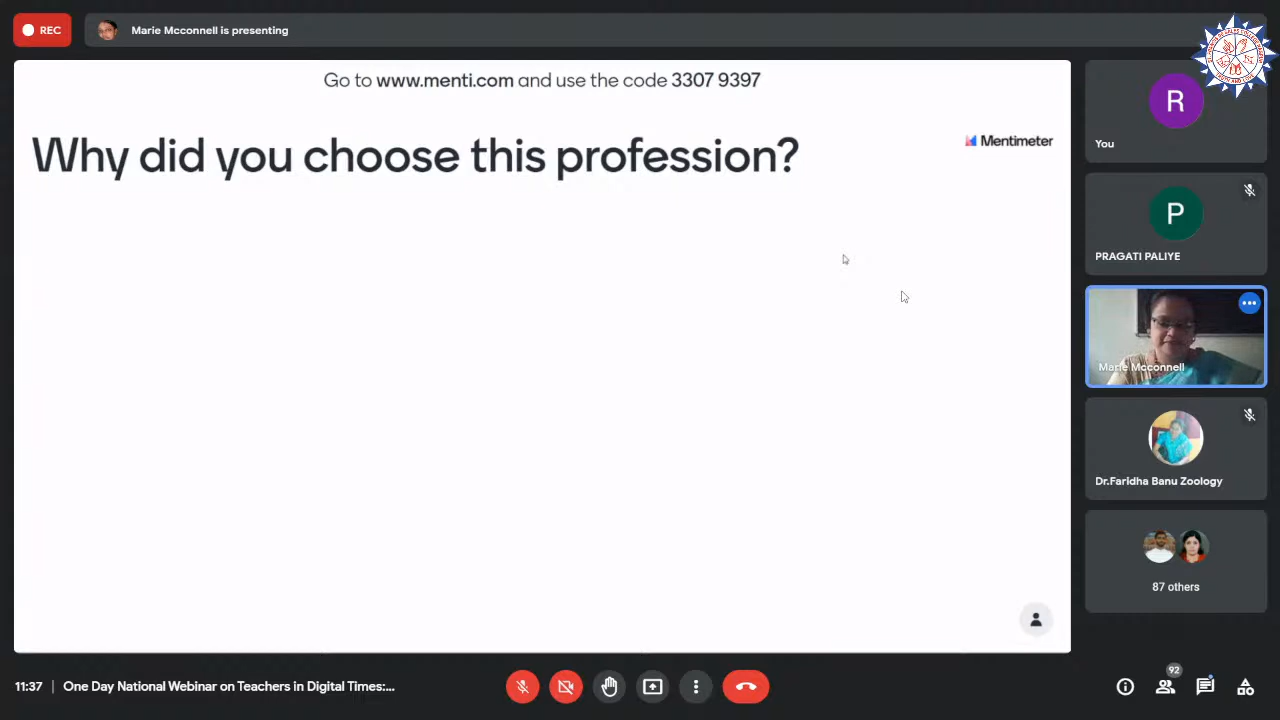 REC
Marie Mcconnell is presenting
Go to www.menti.com and use the code 3307 9397
Why did you choose this profession?
Mentimeter
R
You
P
PRAGATI PALIYE
Marie Mcconnell
Dr.Faridha Banu Zoology
87 others
11:37 | One Day National Webinar on Teachers in Digital Times:...
92